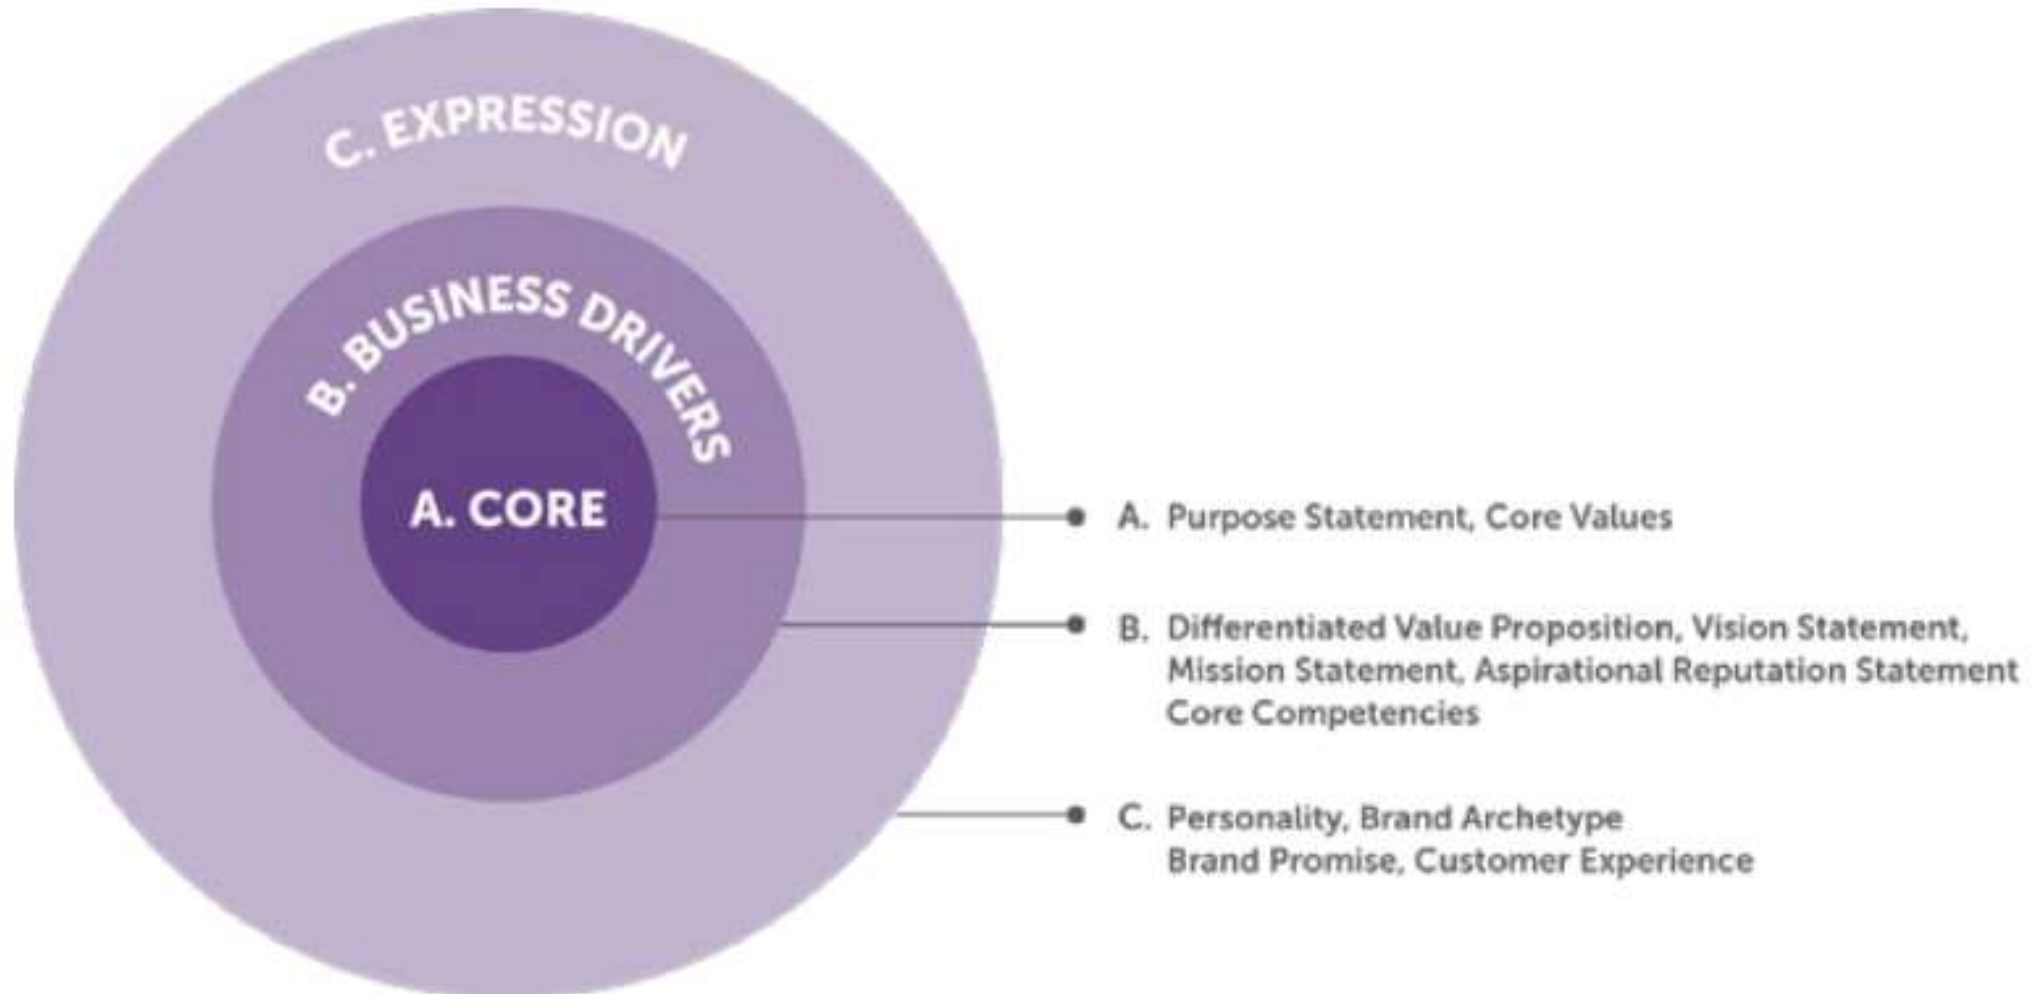 C. EXPRESSION
B. BUSINESS DRIVERS
A. CORE
A. Purpose Statement, Core Values
B. Differentiated Value Proposition, Vision Statement,
Mission Statement, Aspirational Reputation Statement
Core Competencies
C. Personality, Brand Archetype
Brand Promise, Customer Experience